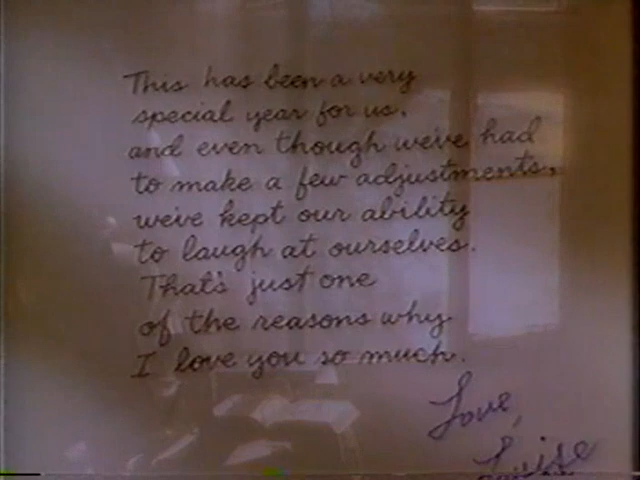 This has been a very
special year for us.
and even though we've had
to make a few adjustments,
we've kept our ability
to laugh at ourselves.
That's just one
of the reasons why
I love you so much.
Love,
Louise